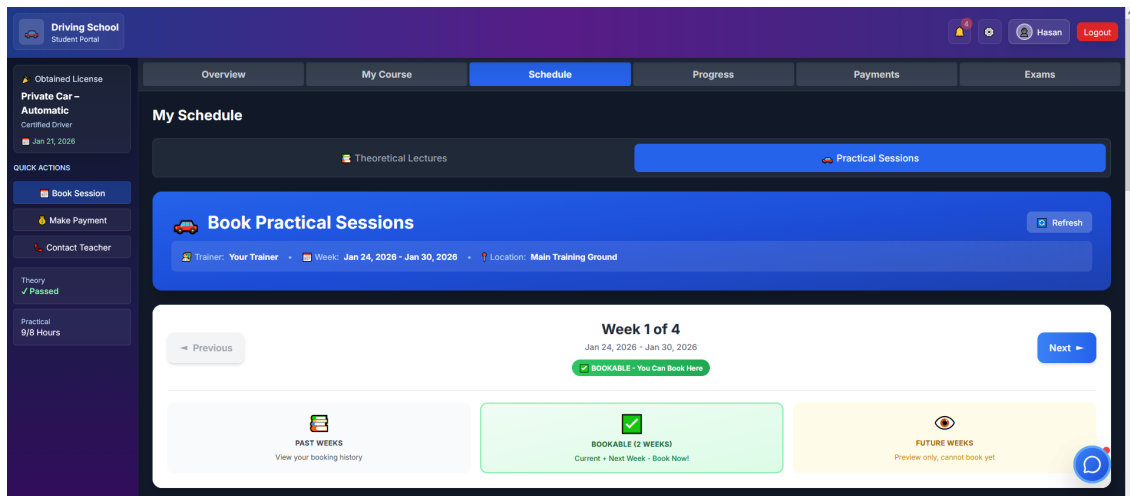 Driving School
Student Portal
4
Hasan
Logout
Obtained License
Private Car –
Automatic
Certified Driver
Jan 21, 2026
QUICK ACTIONS
Book Session
Make Payment
Contact Teacher
Theory
✓ Passed
Practical
9/8 Hours
Overview
My Course
Schedule
Progress
Payments
Exams
My Schedule
Theoretical Lectures
Practical Sessions
Book Practical Sessions
Refresh
Trainer: Your Trainer • Week: Jan 24, 2026 - Jan 30, 2026 • Location: Main Training Ground
◄ Previous
Week 1 of 4
Jan 24, 2026 - Jan 30, 2026
BOOKABLE - You Can Book Here
Next ►
PAST WEEKS
View your booking history
BOOKABLE (2 WEEKS)
Current + Next Week - Book Now!
FUTURE WEEKS
Preview only, cannot book yet